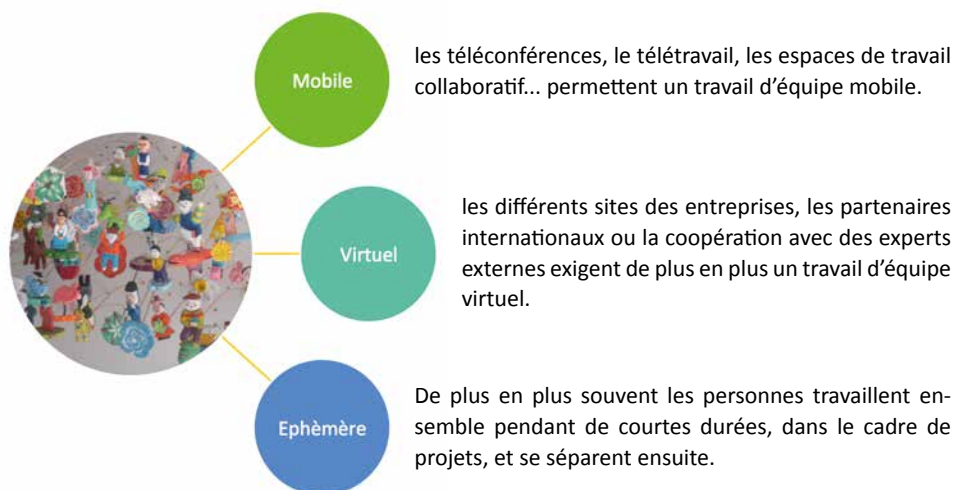 Mobile
les téléconférences, le télétravail, les espaces de travail
collaboratif... permettent un travail d’équipe mobile.
Virtuel
les différents sites des entreprises, les partenaires
internationaux ou la coopération avec des experts
externes exigent de plus en plus un travail d’équipe
virtuel.
Ephèmère
De plus en plus souvent les personnes travaillent en-
semble pendant de courtes durées, dans le cadre de
projets, et se séparent ensuite.